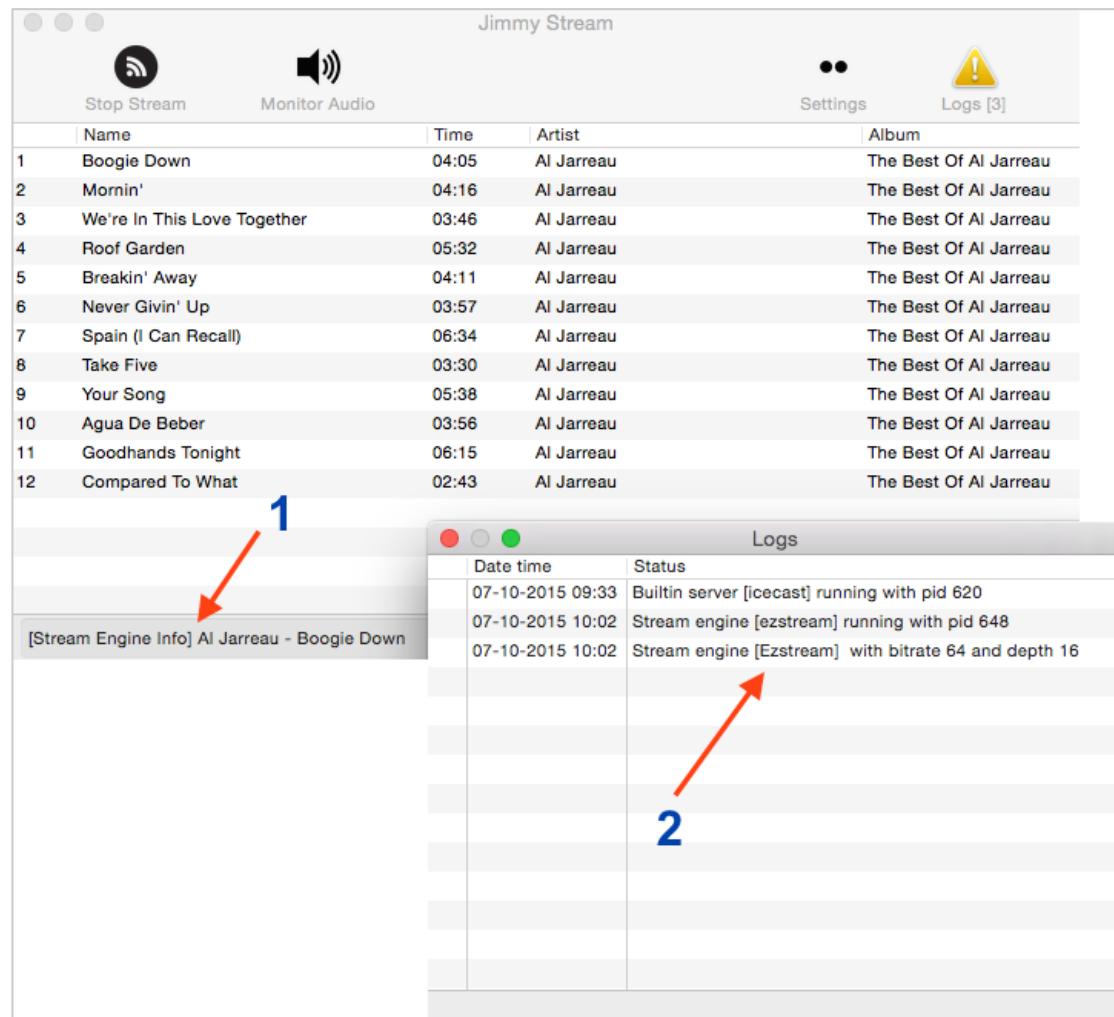 Jimmy Stream
Stop Stream Monitor Audio Settings Logs [3]
Name Time Artist Album
1 Boogie Down 04:05 Al Jarreau The Best Of Al Jarreau
2 Mornin' 04:16 Al Jarreau The Best Of Al Jarreau
3 We're In This Love Together 03:46 Al Jarreau The Best Of Al Jarreau
4 Roof Garden 05:32 Al Jarreau The Best Of Al Jarreau
5 Breakin' Away 04:11 Al Jarreau The Best Of Al Jarreau
6 Never Givin' Up 03:57 Al Jarreau The Best Of Al Jarreau
7 Spain (I Can Recall) 06:34 Al Jarreau The Best Of Al Jarreau
8 Take Five 03:30 Al Jarreau The Best Of Al Jarreau
9 Your Song 05:38 Al Jarreau The Best Of Al Jarreau
10 Agua De Beber 03:56 Al Jarreau The Best Of Al Jarreau
11 Goodhands Tonight 06:15 Al Jarreau The Best Of Al Jarreau
12 Compared To What 02:43 Al Jarreau The Best Of Al Jarreau
1
[Stream Engine Info] Al Jarreau - Boogie Down
Logs
Date time Status
07-10-2015 09:33 Builtin server [icecast] running with pid 620
07-10-2015 10:02 Stream engine [ezstream] running with pid 648
07-10-2015 10:02 Stream engine [Ezstream]  with bitrate 64 and depth 16
2